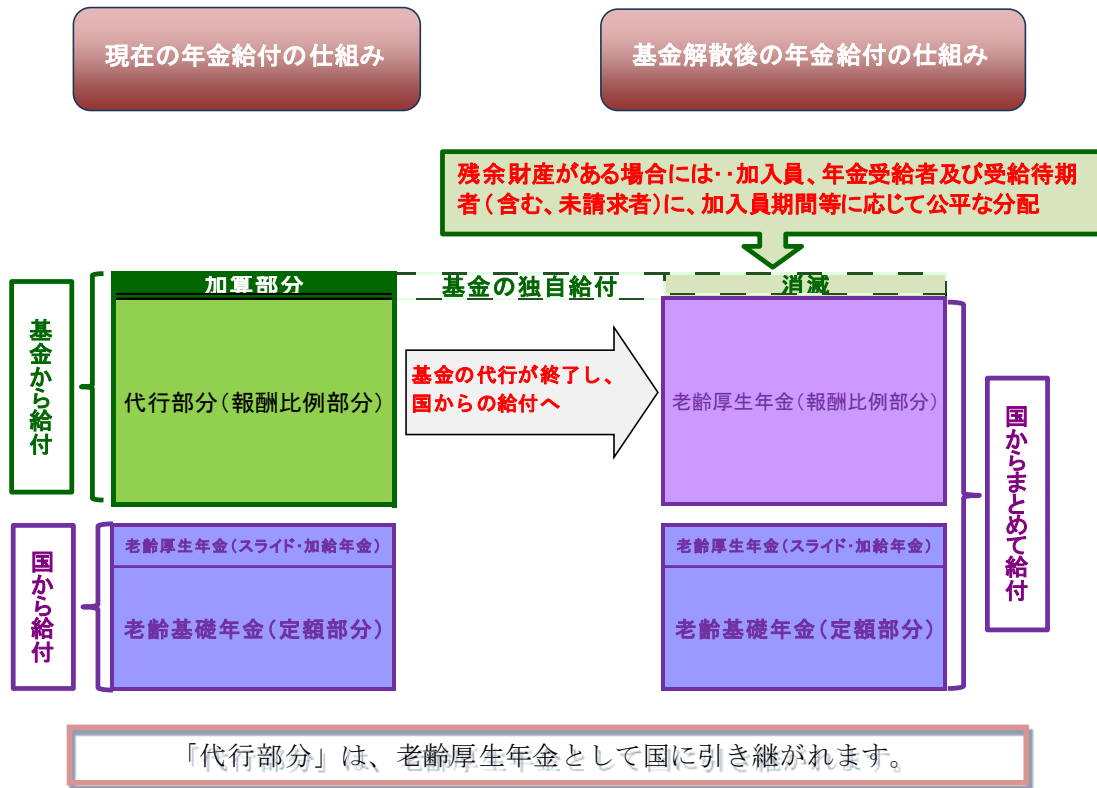 現在の年金給付の仕組み
基金解散後の年金給付の仕組み
残余財産がある場合には‥加入員、年金受給者及び受給待期
者（含む、未請求者）に、加入員期間等に応じて公平な分配
加算部分
基金の独自給付
消滅
基金から給付
代行部分（報酬比例部分）
基金の代行が終了し、
国からの給付へ
老齢厚生年金（報酬比例部分）
国からまとめて給付
国から給付
老齢厚生年金（スライド・加給年金）
老齢基礎年金（定額部分）
老齢厚生年金（スライド・加給年金）
老齢基礎年金（定額部分）
「代行部分」は、老齢厚生年金として国に引き継がれます。